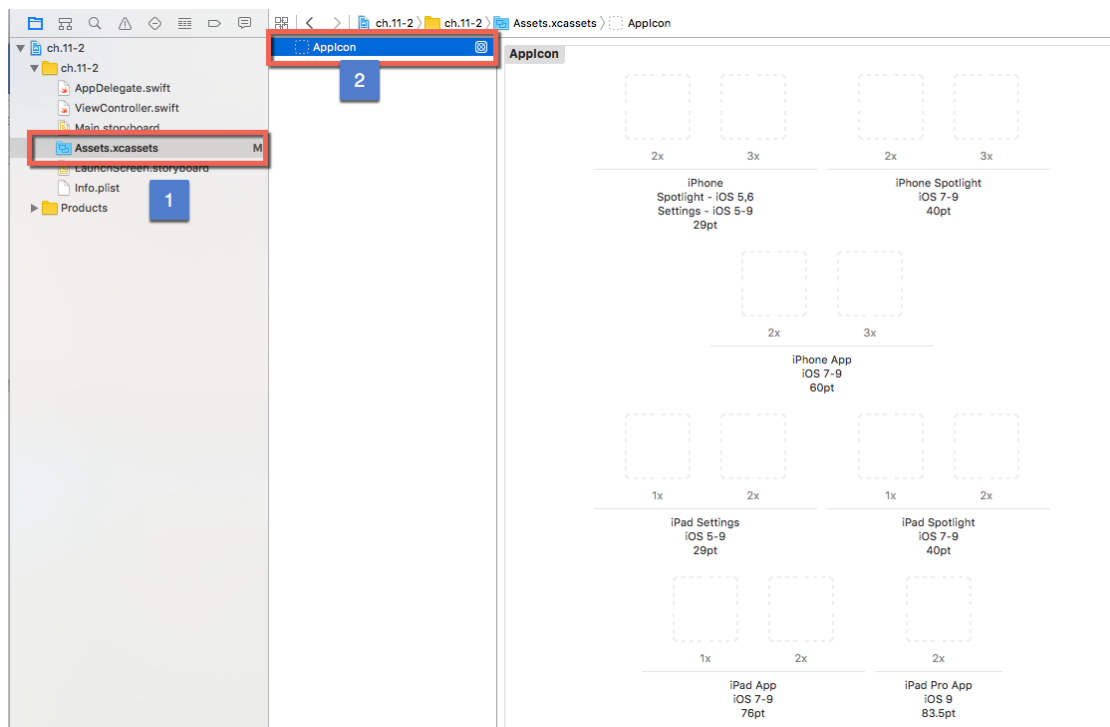 ch.11-2 ch.11-2 Assets.xcassets AppIcon
ch.11-2
ch.11-2
AppDelegate.swift
ViewController.swift
Main.storyboard
Assets.xcassets M
LaunchScreen.storyboard
Info.plist
Products
1
AppIcon
2
AppIcon
2x 3x 2x 3x
iPhone
Spotlight - iOS 5,6
Settings - iOS 5-9
29pt
iPhone Spotlight
iOS 7-9
40pt
2x 3x
iPhone App
iOS 7-9
60pt
1x 2x 1x 2x
iPad Settings
iOS 5-9
29pt
iPad Spotlight
iOS 7-9
40pt
1x 2x 2x
iPad App
iOS 7-9
76pt
iPad Pro App
iOS 9
83.5pt